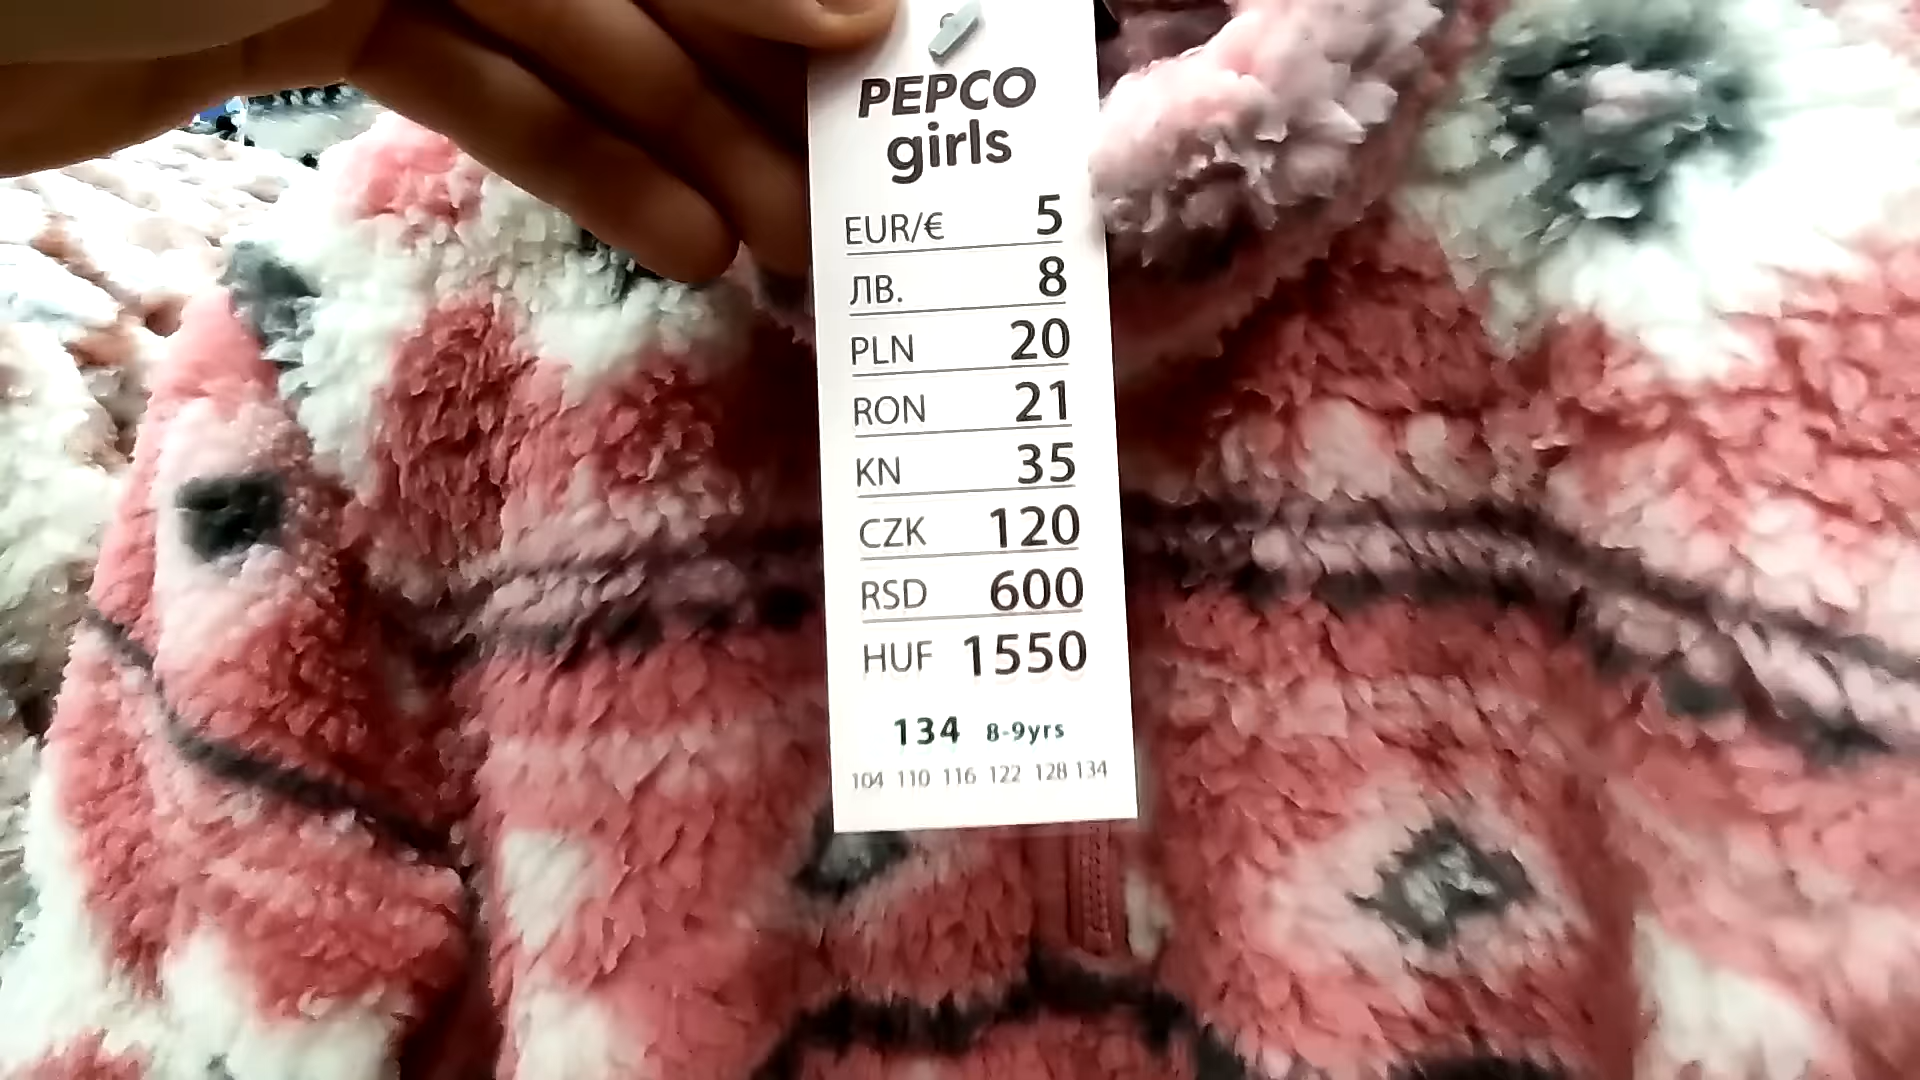 PEPCO
girls
EUR/€ 5
ЛВ. 8
PLN 20
RON 21
KN 35
CZK 120
RSD 600
HUF 1550
134 8-9yrs
104 110 116 122 128 134